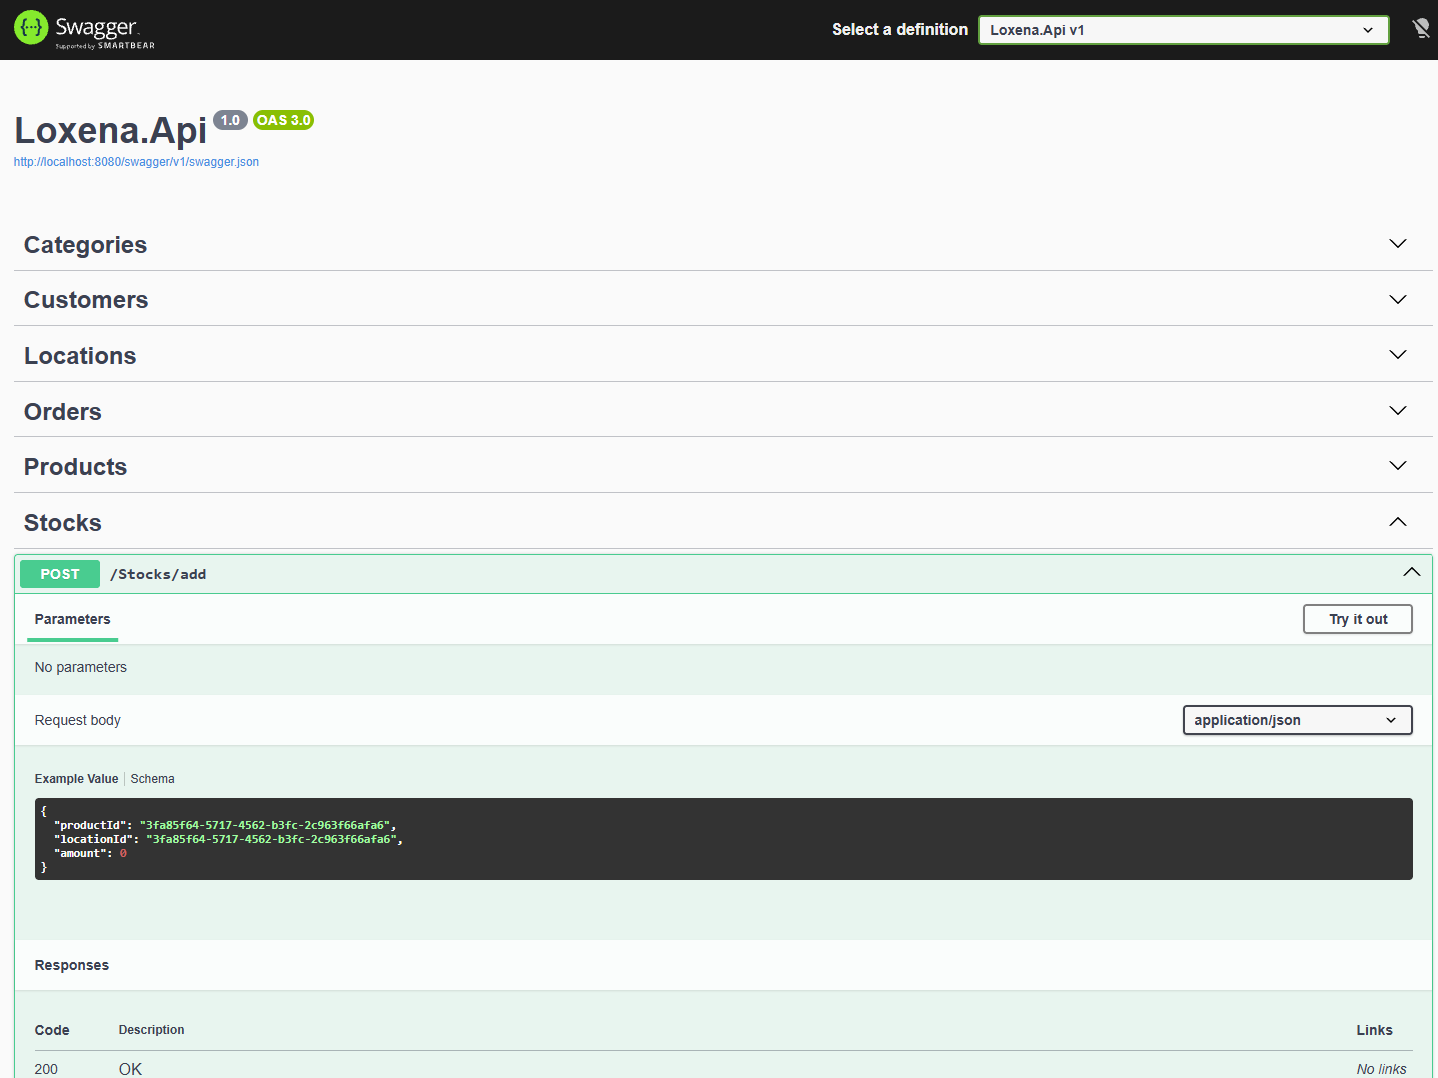 Swagger
Supported by SMARTBEAR
Select a definition
Loxena.Api v1
Loxena.Api 1.0 OAS 3.0
http://localhost:8080/swagger/v1/swagger.json
Categories
Customers
Locations
Orders
Products
Stocks
POST /Stocks/add
Parameters
Try it out
No parameters
Request body
application/json
Example Value Schema
{
"productId": "3fa85f64-5717-4562-b3fc-2c963f66afa6",
"locationId": "3fa85f64-5717-4562-b3fc-2c963f66afa6",
"amount": 0
}
Responses
Code Description Links
200 OK No links